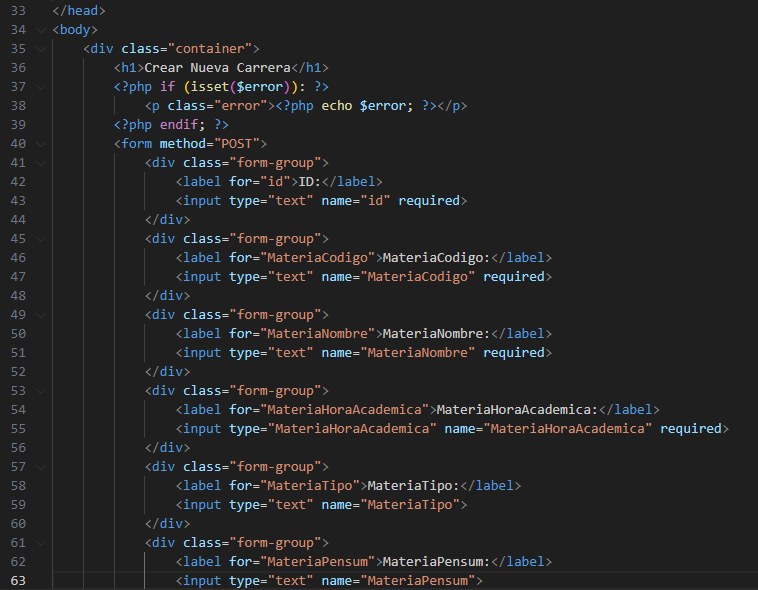 33 </head>
34 <body>
35 <div class="container">
36 <h1>Crear Nueva Carrera</h1>
37 <?php if (isset($error)): ?>
38 <p class="error"><?php echo $error; ?></p>
39 <?php endif; ?>
40 <form method="POST">
41 <div class="form-group">
42 <label for="id">ID:</label>
43 <input type="text" name="id" required>
44 </div>
45 <div class="form-group">
46 <label for="MateriaCodigo">MateriaCodigo:</label>
47 <input type="text" name="MateriaCodigo" required>
48 </div>
49 <div class="form-group">
50 <label for="MateriaNombre">MateriaNombre:</label>
51 <input type="text" name="MateriaNombre" required>
52 </div>
53 <div class="form-group">
54 <label for="MateriaHoraAcademica">MateriaHoraAcademica:</label>
55 <input type="MateriaHoraAcademica" name="MateriaHoraAcademica" required>
56 </div>
57 <div class="form-group">
58 <label for="MateriaTipo">MateriaTipo:</label>
59 <input type="text" name="MateriaTipo">
60 </div>
61 <div class="form-group">
62 <label for="MateriaPensum">MateriaPensum:</label>
63 <input type="text" name="MateriaPensum">